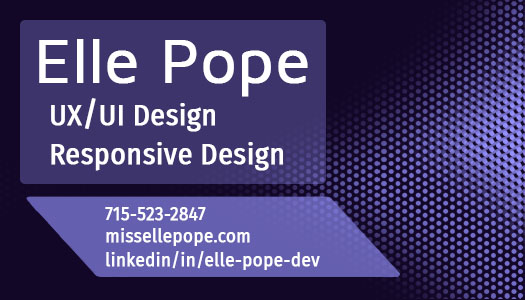 Elle Pope
UX/UI Design
Responsive Design
715-523-2847
missellepope.com
linkedin/in/elle-pope-dev